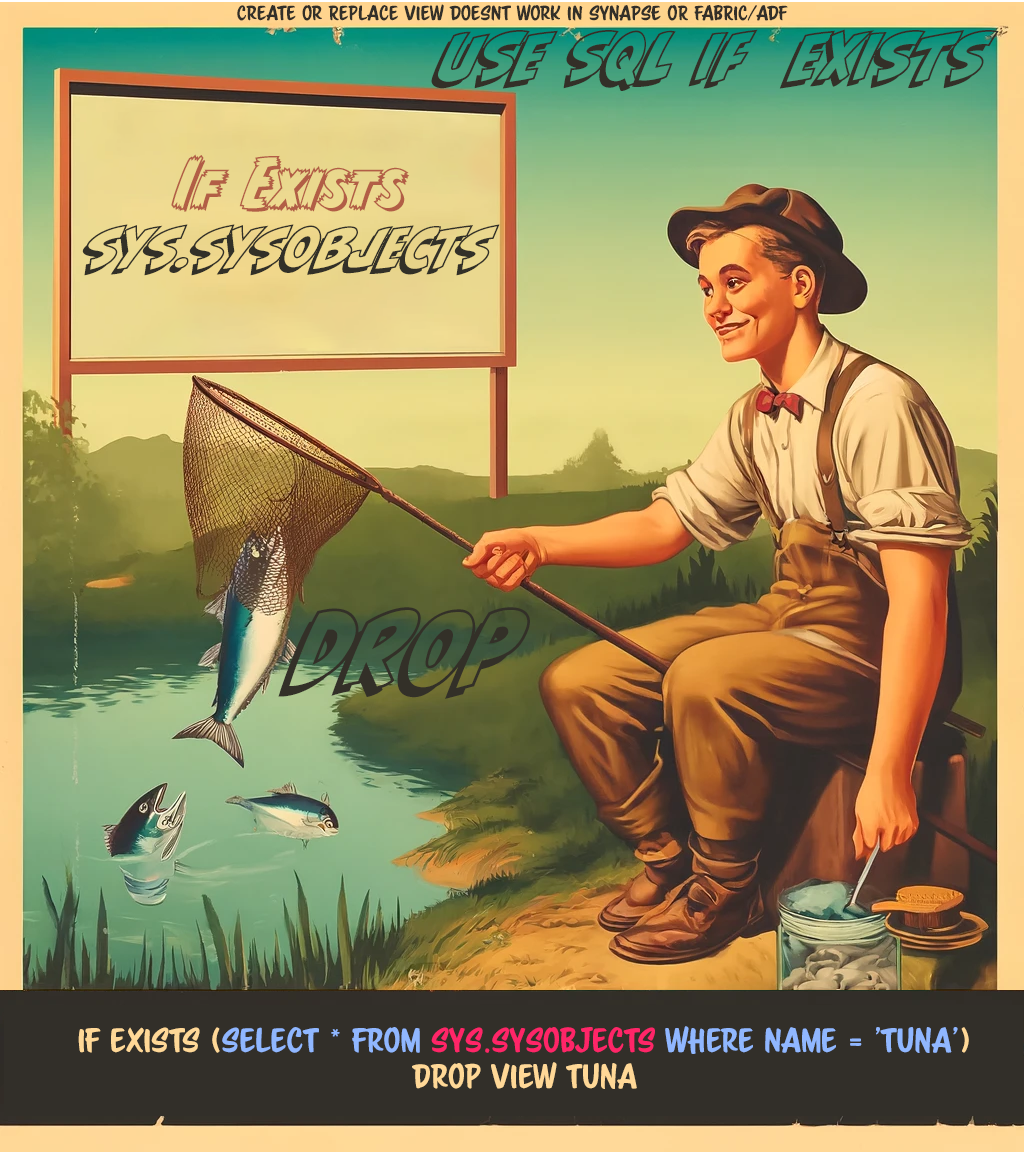 CREATE OR REPLACE VIEW DOESNT WORK IN SYNAPSE OR FABRIC/ADF
USE SQL IF EXISTS
IF EXISTS
SYS.SYSOBJECTS
DROP
IF EXISTS (SELECT * FROM SYS.SYSOBJECTS WHERE NAME = 'TUNA')
DROP VIEW TUNA